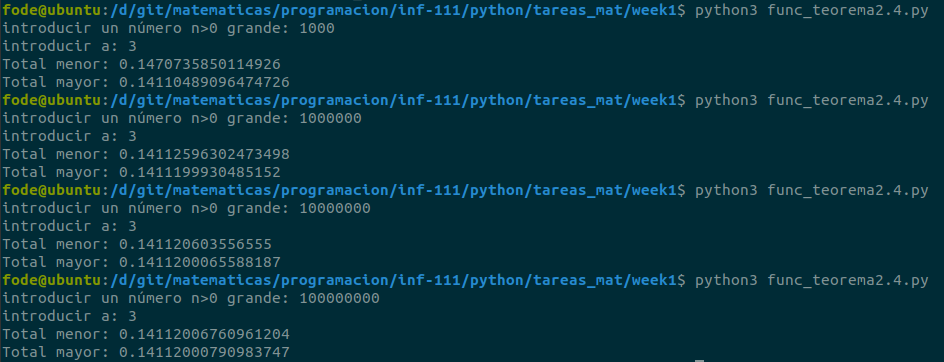 fode@ubuntu:/d/git/matematicas/programacion/inf-111/python/tareas_mat/week1$ python3 func_teorema2.4.py
introducir un número n>0 grande: 1000
introducir a: 3
Total menor: 0.1470735850114926
Total mayor: 0.14110489096474726
fode@ubuntu:/d/git/matematicas/programacion/inf-111/python/tareas_mat/week1$ python3 func_teorema2.4.py
introducir un número n>0 grande: 1000000
introducir a: 3
Total menor: 0.14112596302473498
Total mayor: 0.1411199930485152
fode@ubuntu:/d/git/matematicas/programacion/inf-111/python/tareas_mat/week1$ python3 func_teorema2.4.py
introducir un número n>0 grande: 10000000
introducir a: 3
Total menor: 0.141120603556555
Total mayor: 0.1411200065588187
fode@ubuntu:/d/git/matematicas/programacion/inf-111/python/tareas_mat/week1$ python3 func_teorema2.4.py
introducir un número n>0 grande: 100000000
introducir a: 3
Total menor: 0.14112006760961204
Total mayor: 0.14112000790983747